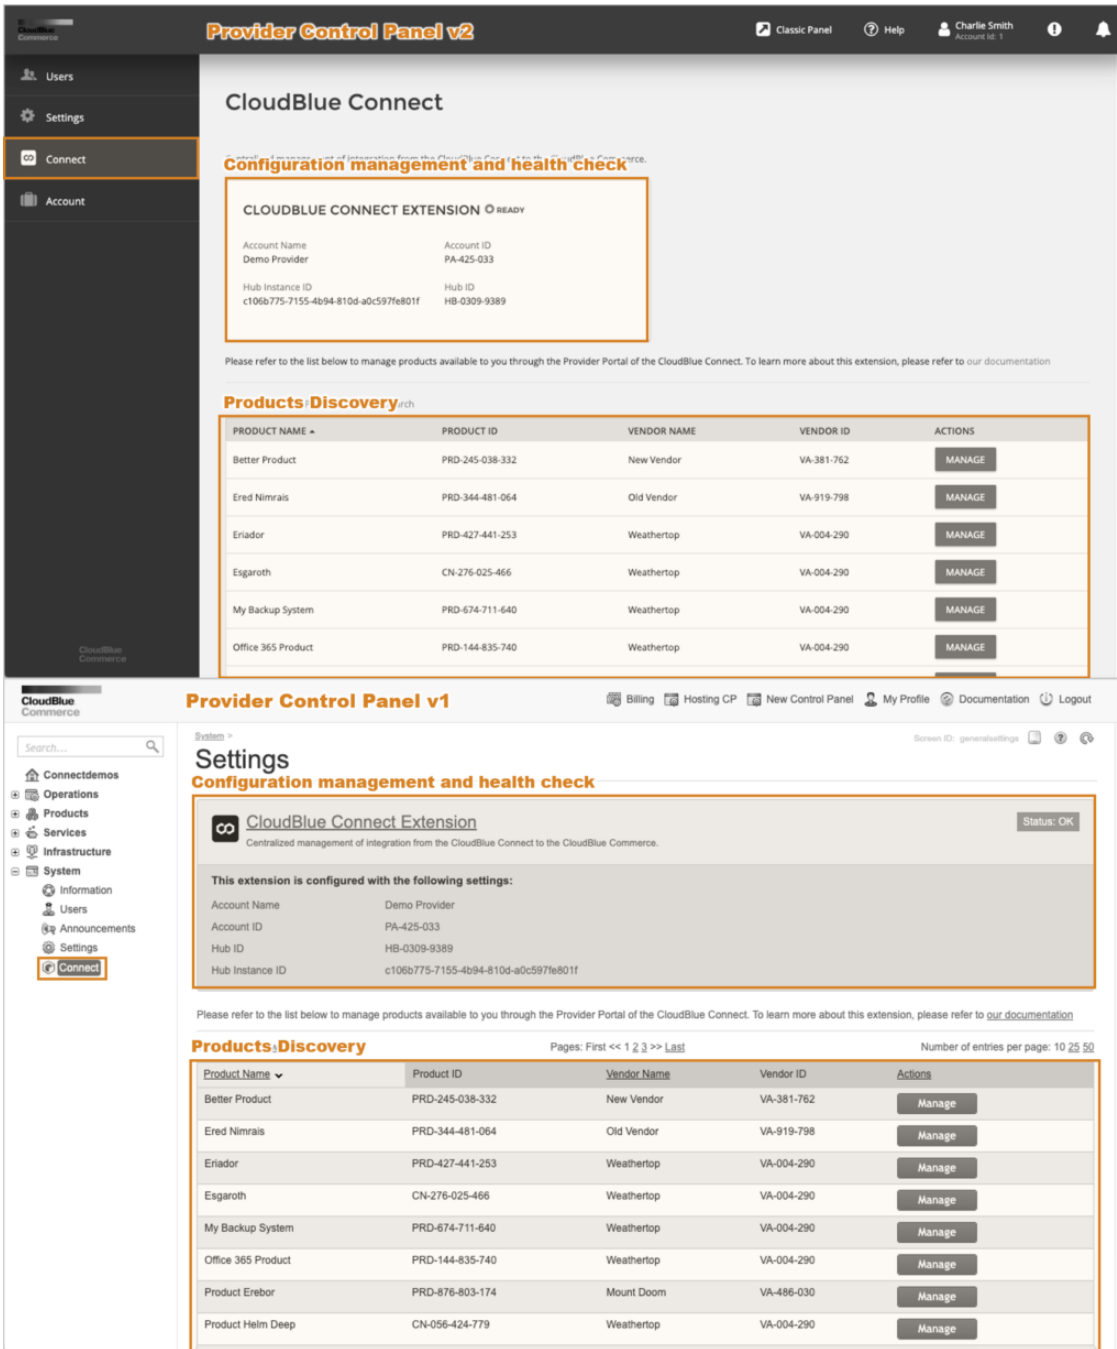 CloudBlue
Commerce
Provider Control Panel v2
Classic Panel
Help
Charlie Smith
Account Id: 1
Users
Settings
Connect
Account
CloudBlue
Commerce
CloudBlue Connect
Centralized management of integration from the CloudBlue Connect to the CloudBlue Commerce.
Configuration management and health check
CLOUDBLUE CONNECT EXTENSION READY
Account Name Account ID
Demo Provider PA-425-033
Hub Instance ID Hub ID
c106b775-7155-4b94-810d-a0c597fe801f HB-0309-9389
Please refer to the list below to manage products available to you through the Provider Portal of the CloudBlue Connect. To learn more about this extension, please refer to our documentation
Products Discovery
PRODUCT NAME PRODUCT ID VENDOR NAME VENDOR ID ACTIONS
Better Product PRD-245-038-332 New Vendor VA-381-762 MANAGE
Ered Nimrais PRD-344-481-064 Old Vendor VA-919-798 MANAGE
Eriador PRD-427-441-253 Weathertop VA-004-290 MANAGE
Esgaroth CN-276-025-466 Weathertop VA-004-290 MANAGE
My Backup System PRD-674-711-640 Weathertop VA-004-290 MANAGE
Office 365 Product PRD-144-835-740 Weathertop VA-004-290 MANAGE
CloudBlue
Commerce
Provider Control Panel v1
Billing Hosting CP New Control Panel My Profile Documentation Logout
Search...
Connectdemos
Operations
Products
Services
Infrastructure
System
Information
Users
Announcements
Settings
Connect
System >
Screen ID: generalsettings
Settings
Configuration management and health check
CloudBlue Connect Extension
Status: OK
Centralized management of integration from the CloudBlue Connect to the CloudBlue Commerce.
This extension is configured with the following settings:
Account Name Demo Provider
Account ID PA-425-033
Hub ID HB-0309-9389
Hub Instance ID c106b775-7155-4b94-810d-a0c597fe801f
Please refer to the list below to manage products available to you through the Provider Portal of the CloudBlue Connect. To learn more about this extension, please refer to our documentation
Products Discovery
Pages: First << 1 2 3 >> Last
Number of entries per page: 10 25 50
Product Name Product ID Vendor Name Vendor ID Actions
Better Product PRD-245-038-332 New Vendor VA-381-762 Manage
Ered Nimrais PRD-344-481-064 Old Vendor VA-919-798 Manage
Eriador PRD-427-441-253 Weathertop VA-004-290 Manage
Esgaroth CN-276-025-466 Weathertop VA-004-290 Manage
My Backup System PRD-674-711-640 Weathertop VA-004-290 Manage
Office 365 Product PRD-144-835-740 Weathertop VA-004-290 Manage
Product Erebor PRD-876-803-174 Mount Doom VA-486-030 Manage
Product Helm Deep CN-056-424-779 Weathertop VA-004-290 Manage